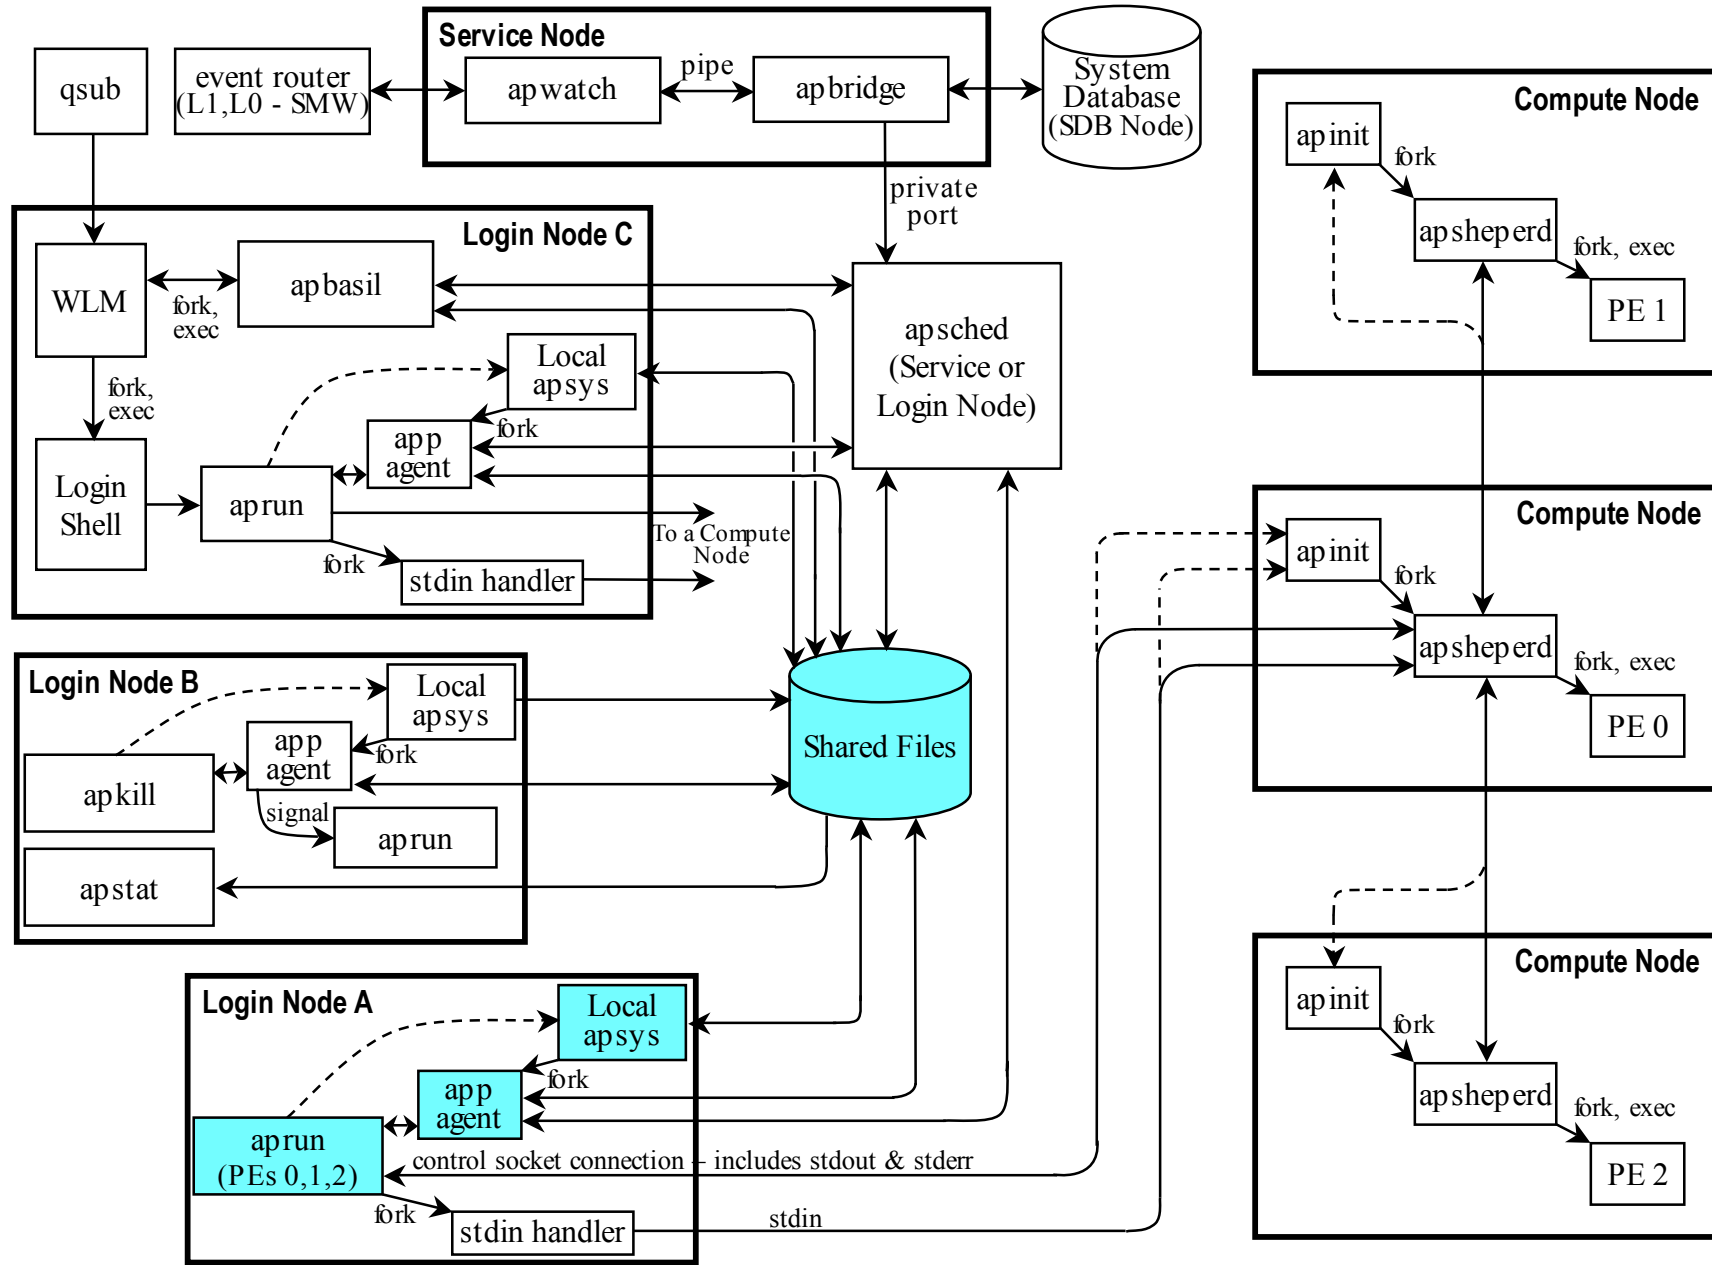 Service Node
qsub
event router
(L1,L0 - SMW)
apwatch
pipe
apbridge
System
Database
(SDB Node)
private
port
Login Node C
WLM
fork,
exec
apbasil
fork,
exec
Login
Shell
Local
apsys
fork
app
agent
aprun
fork
stdin handler
To a Compute
Node
apsched
(Service or
Login Node)
Login Node B
Local
apsys
fork
app
agent
apkill
signal
aprun
apstat
Shared Files
Login Node A
Local
apsys
fork
app
agent
aprun
(PEs 0,1,2)
control socket connection – includes stdout & stderr
fork
stdin handler
stdin
Compute Node
apinit
fork
apsheperd
fork, exec
PE 1
Compute Node
apinit
fork
apsheperd
fork, exec
PE 0
Compute Node
apinit
fork
apsheperd
fork, exec
PE 2